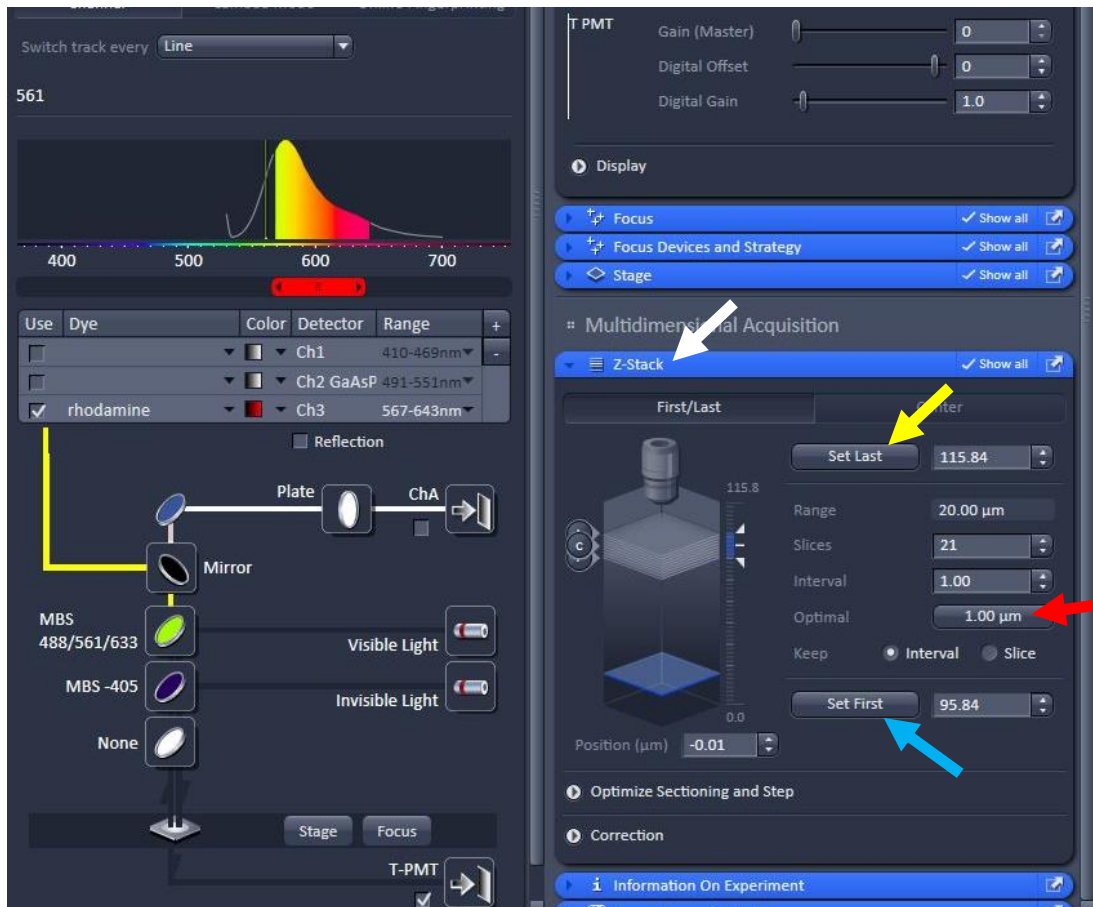 Switch track every Line
561
400 500 600 700
Use Dye Color Detector Range +
Ch1 410-469nm -
Ch2 GaAsP 491-551nm
rhodamine Ch3 567-643nm
Reflection
Plate ChA
Mirror
MBS
488/561/633
Visible Light
MBS -405
Invisible Light
None
Stage Focus
T-PMT
T PMT Gain (Master) 0
Digital Offset 0
Digital Gain 1.0
Display
Focus Show all
Focus Devices and Strategy Show all
Stage Show all
Multidimensional Acquisition
Z-Stack Show all
First/Last
Set Last 115.84
115.8
Range 20.00 µm
Slices 21
C
Interval 1.00
Optimal 1.00 µm
Keep Interval Slice
Set First 95.84
0.0
Position (µm) -0.01
Optimize Sectioning and Step
Correction
i Information On Experiment